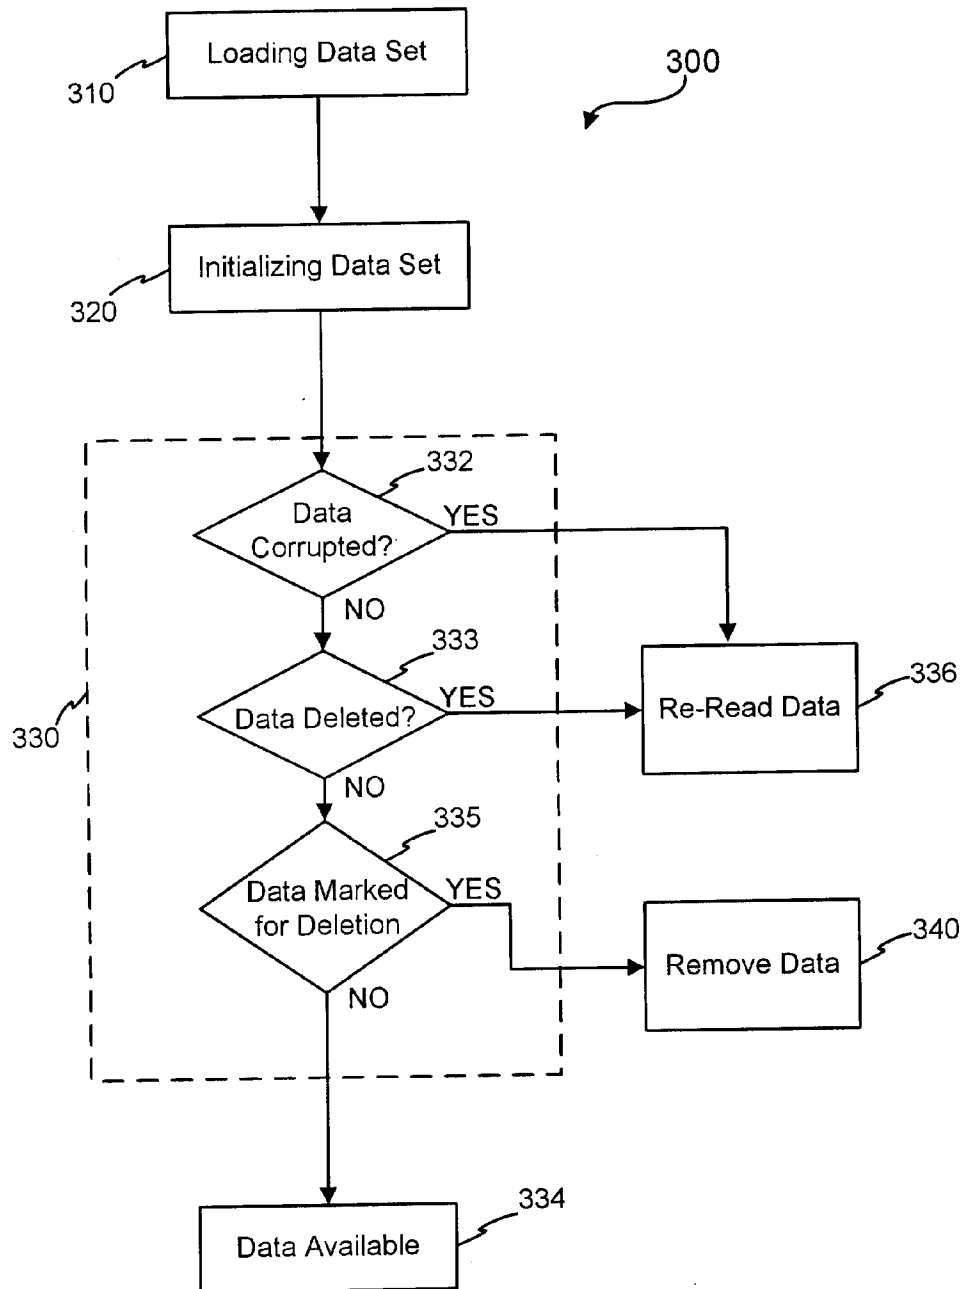 Loading Data Set
310
300
Initializing Data Set
320
332
Data
Corrupted?
YES
NO
333
Data Deleted?
YES
NO
330
Re-Read Data
336
335
Data Marked
for Deletion
YES
NO
Remove Data
340
334
Data Available